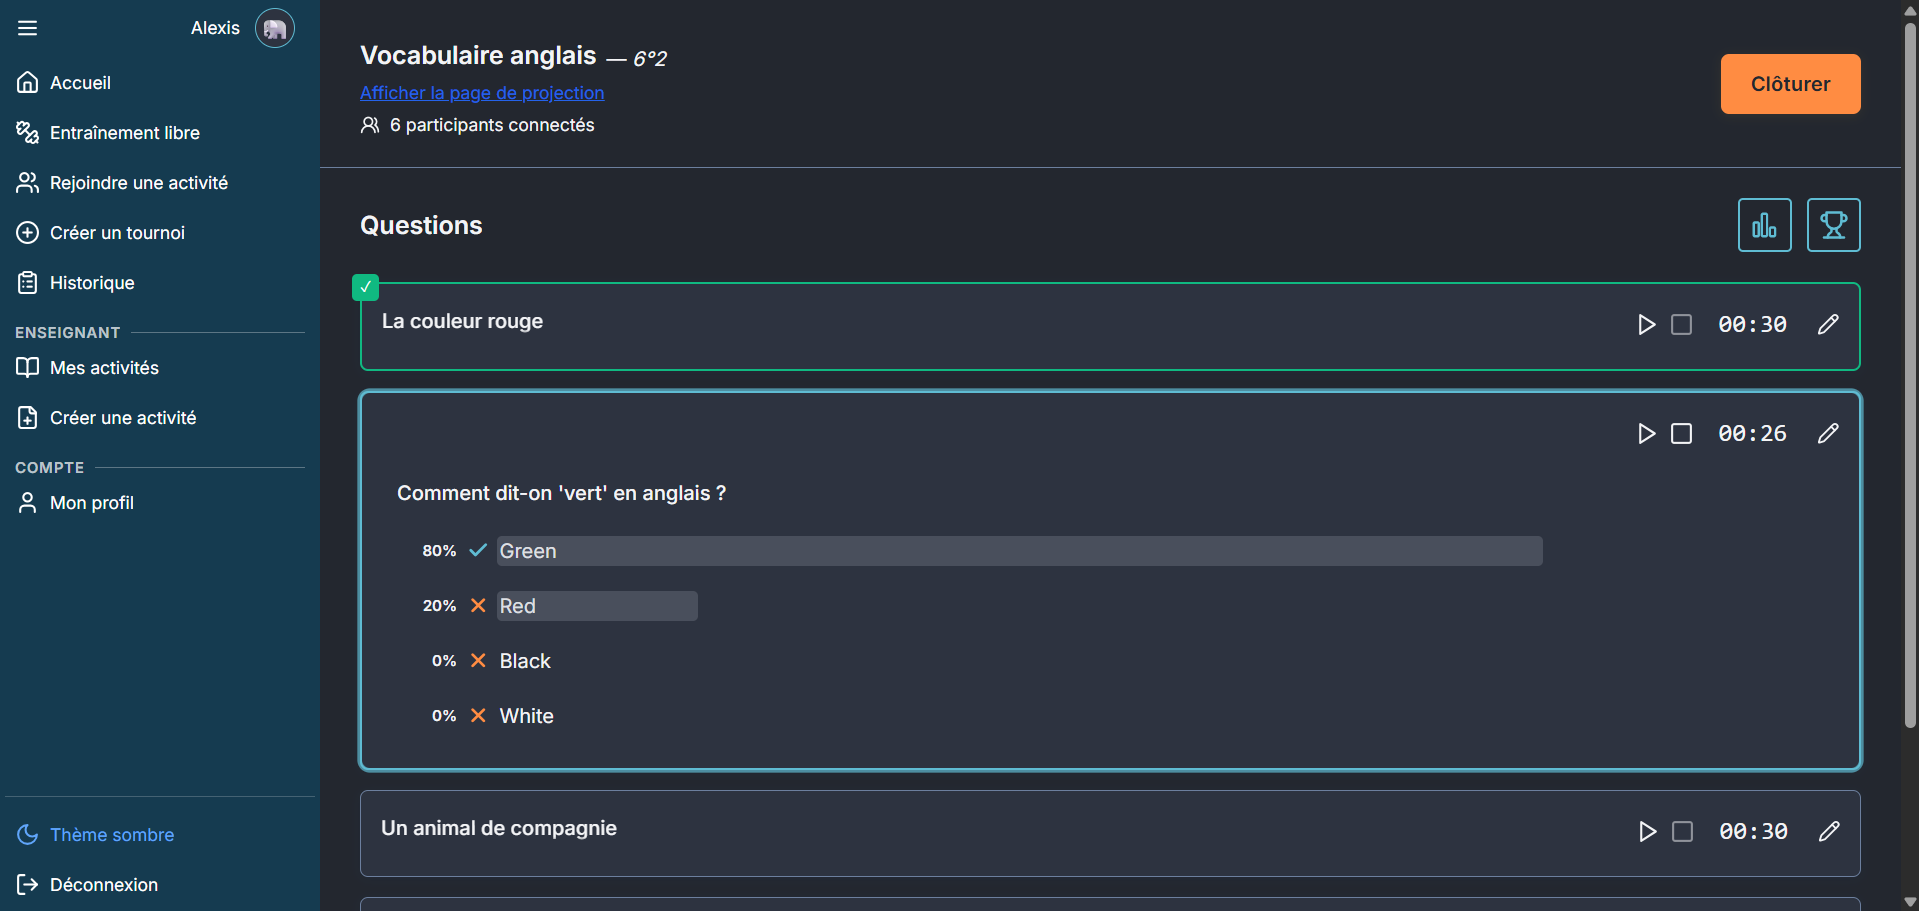 Alexis
Accueil
Entraînement libre
Rejoindre une activité
Créer un tournoi
Historique
ENSEIGNANT
Mes activités
Créer une activité
COMPTE
Mon profil
Thème sombre
Déconnexion
Vocabulaire anglais — 6°2
Afficher la page de projection
6 participants connectés
Clôturer
Questions
La couleur rouge
00:30
00:26
Comment dit-on 'vert' en anglais ?
80% Green
20% Red
0% Black
0% White
Un animal de compagnie
00:30